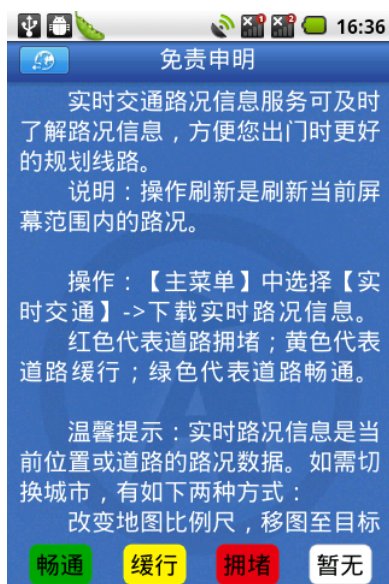 16:36
免责申明
实时交通路况信息服务可及时
了解路况信息，方便您出门时更好
的规划线路。
说明：操作刷新是刷新当前屏
幕范围内的路况。
操作：【主菜单】中选择【实
时交通】->下载实时路况信息。
红色代表道路拥堵；黄色代表
道路缓行；绿色代表道路畅通。
温馨提示：实时路况信息是当
前位置或道路的路况数据。如需切
换城市，有如下两种方式：
改变地图比例尺，移图至目标
畅通 缓行 拥堵 暂无